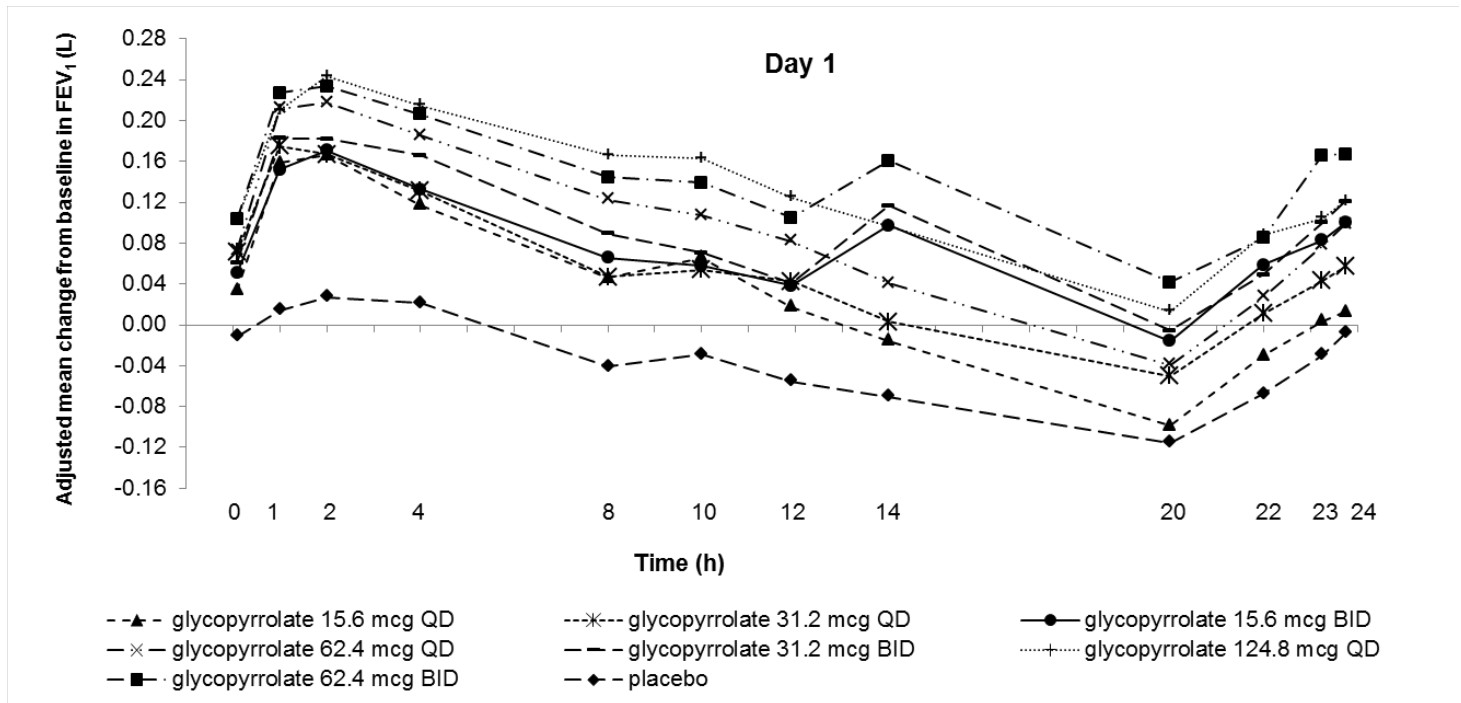 Day 1
Adjusted mean change from baseline in FEV1 (L)
0.28
0.24
0.20
0.16
0.12
0.08
0.04
0.00
-0.04
-0.08
-0.12
-0.16
0 1 2 4 8 10 12 14 20 22 23 24
Time (h)
glycopyrrolate 15.6 mcg QD glycopyrrolate 31.2 mcg QD glycopyrrolate 15.6 mcg BID
glycopyrrolate 62.4 mcg QD glycopyrrolate 31.2 mcg BID glycopyrrolate 124.8 mcg QD
glycopyrrolate 62.4 mcg BID placebo